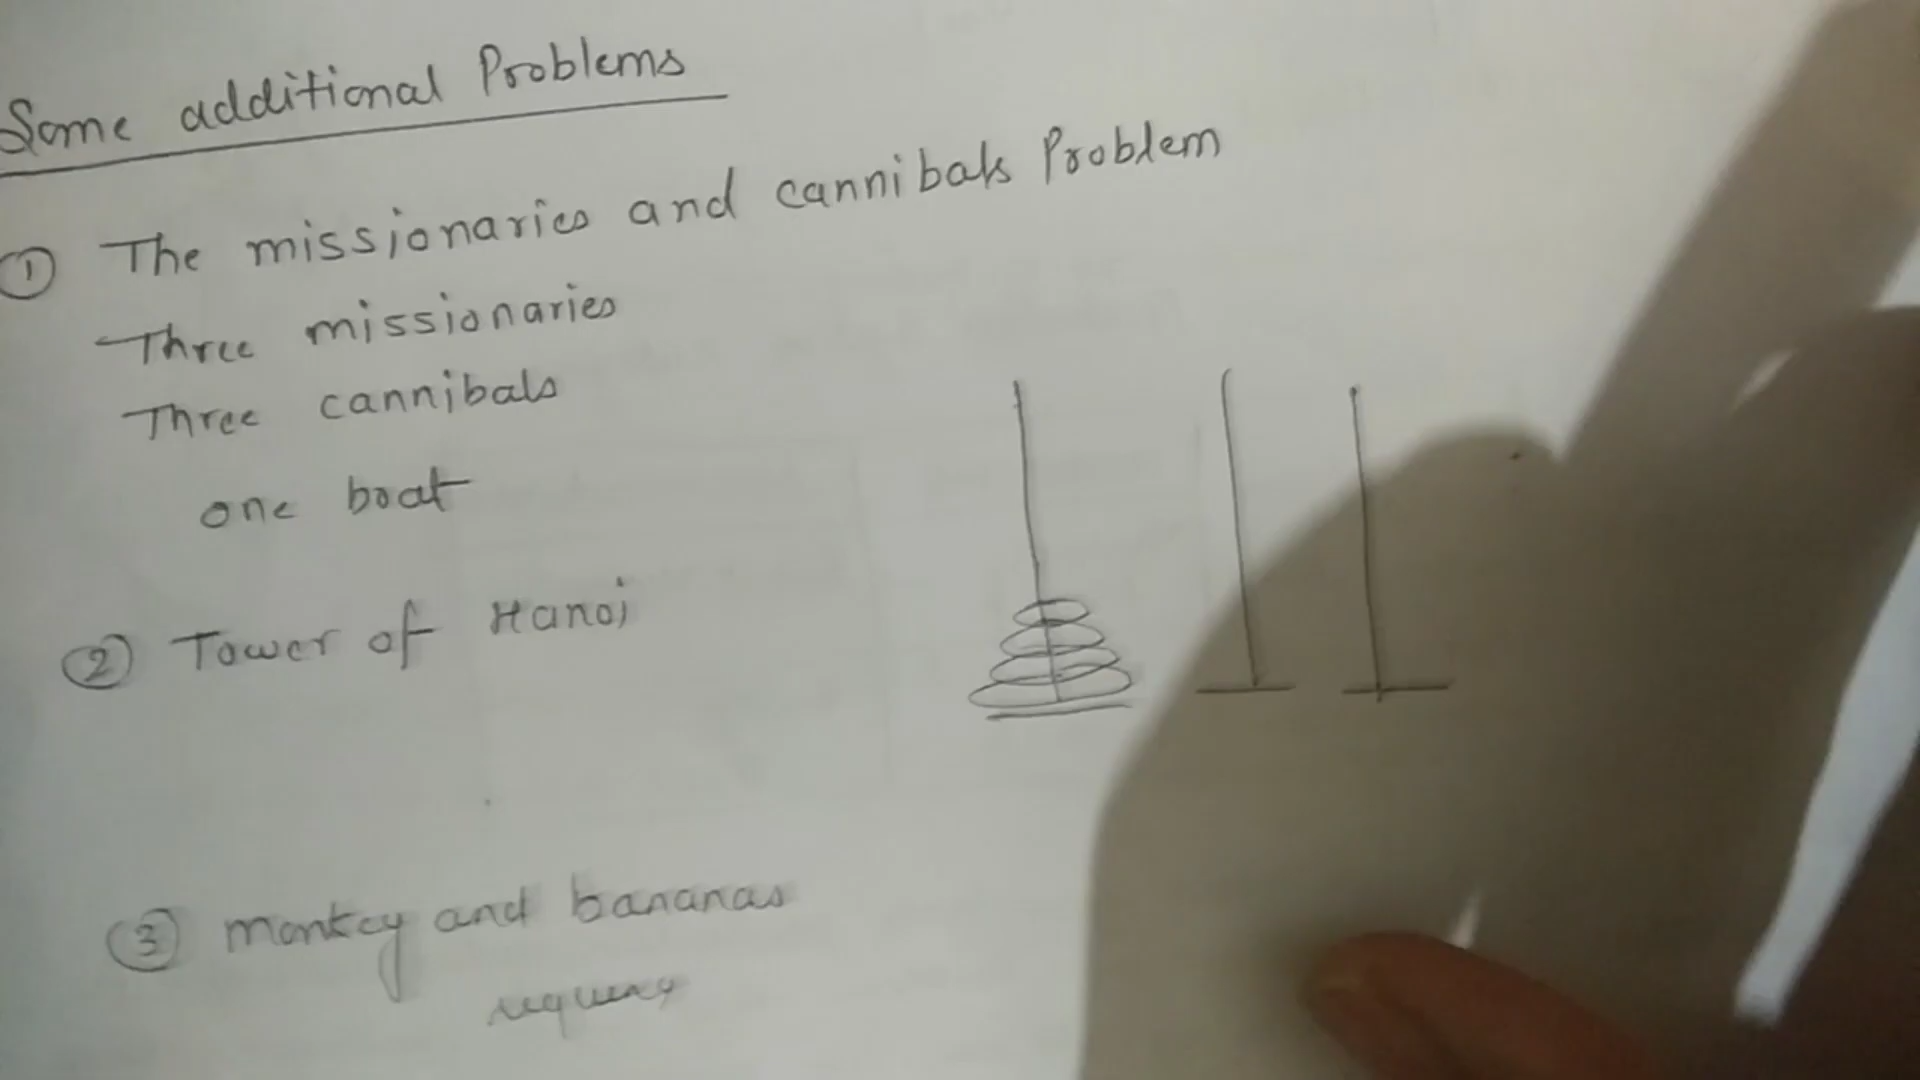 Some additional Problems
① The missionaries and cannibals Problem
Three missionaries
Three cannibals
one boat
② Tower of Hanoi
③ monkey and bananas